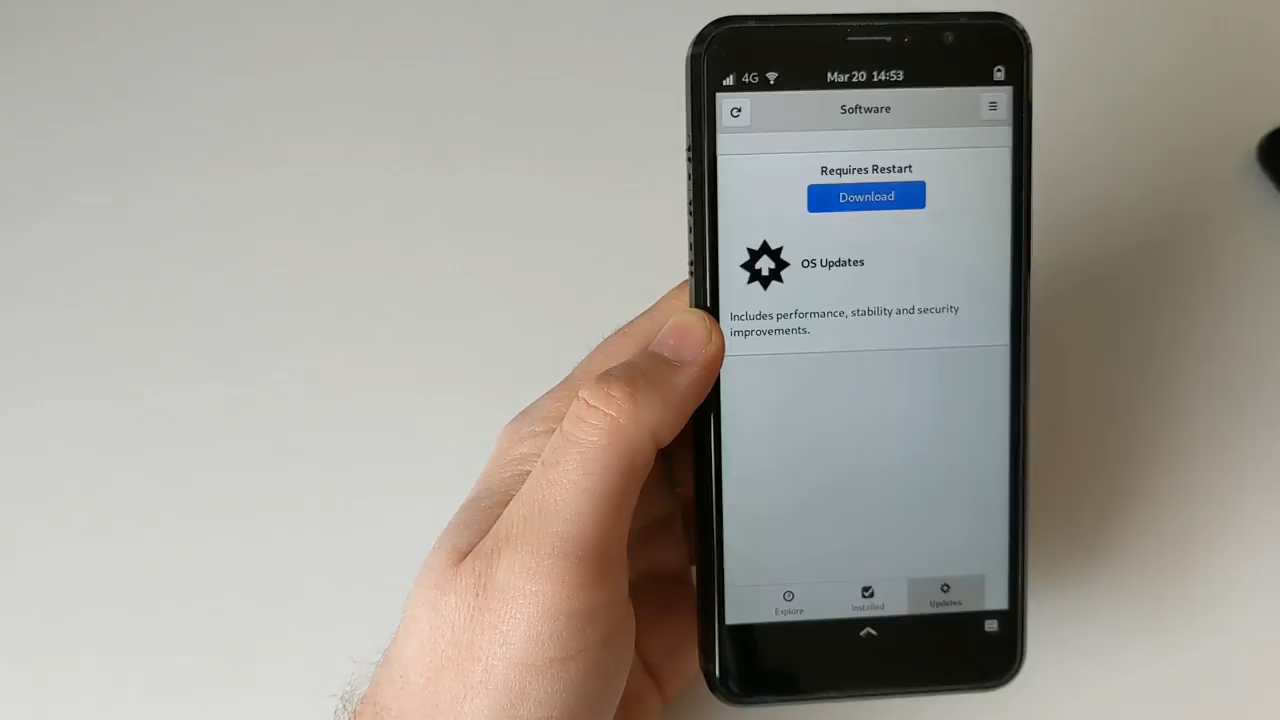 4G Mar 20 14:53
Software
Requires Restart
Download
OS Updates
Includes performance, stability and security
improvements.
Explore Installed Updates